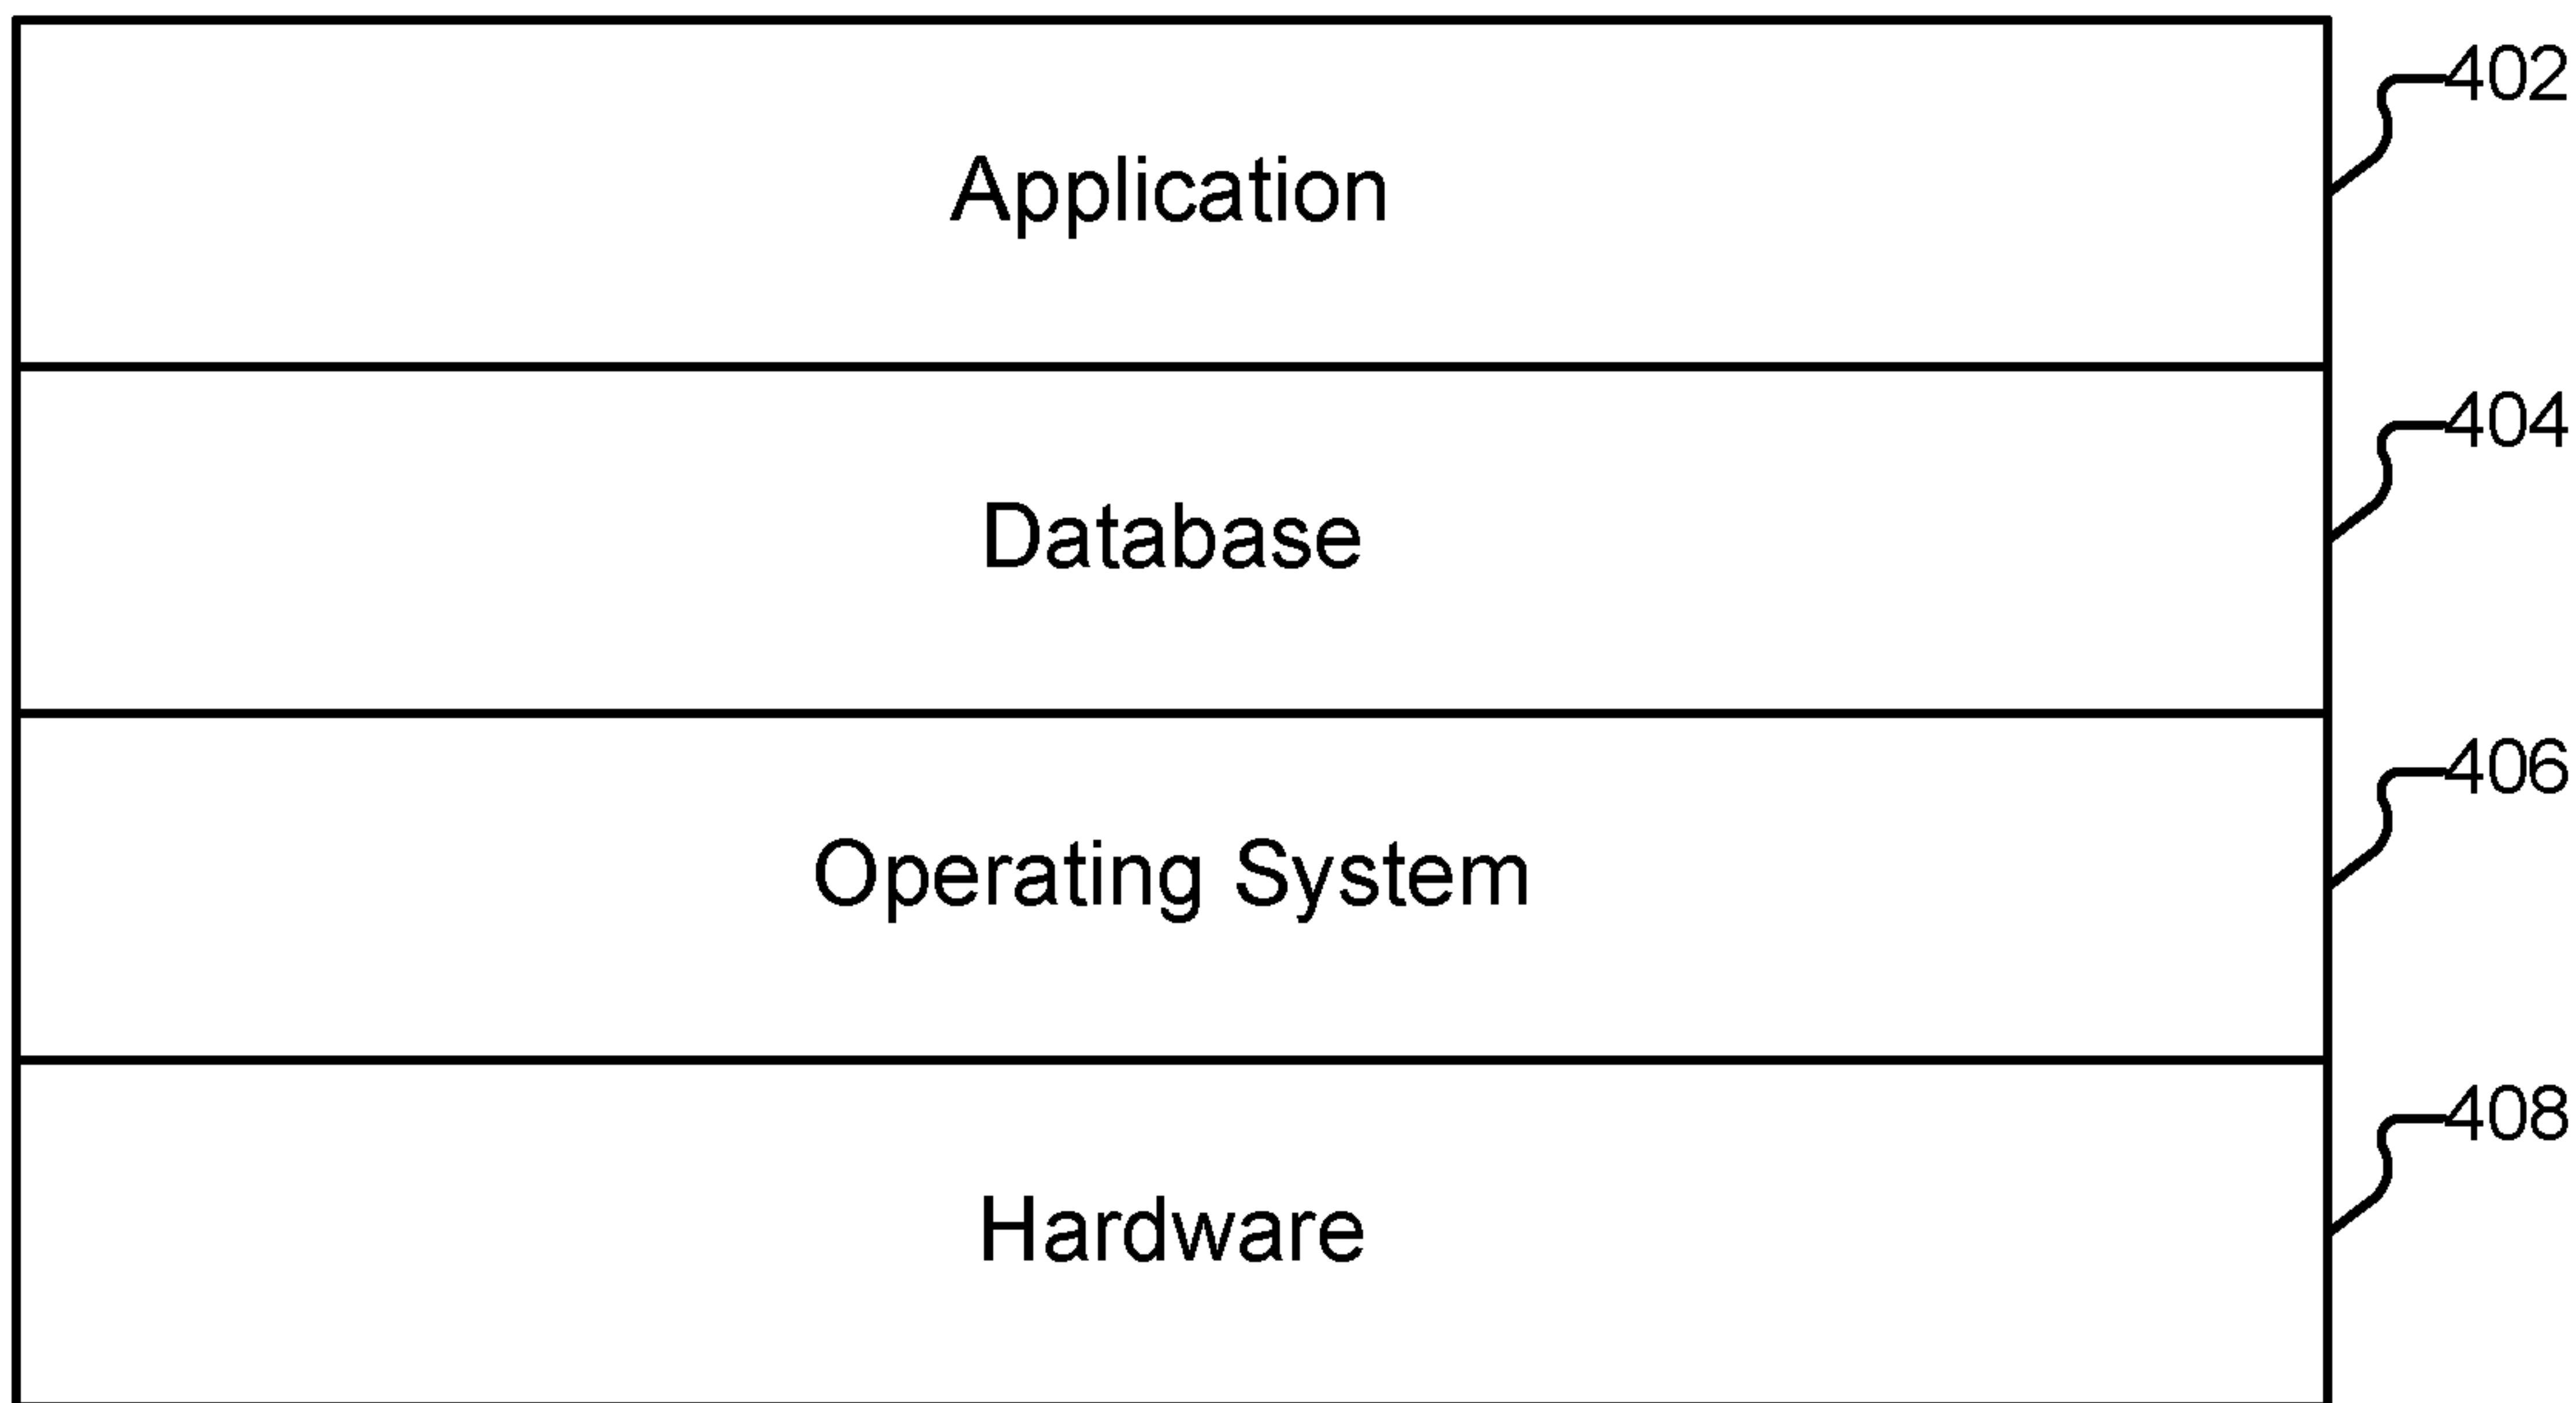 402
Application
404
Database
406
Operating System
408
Hardware